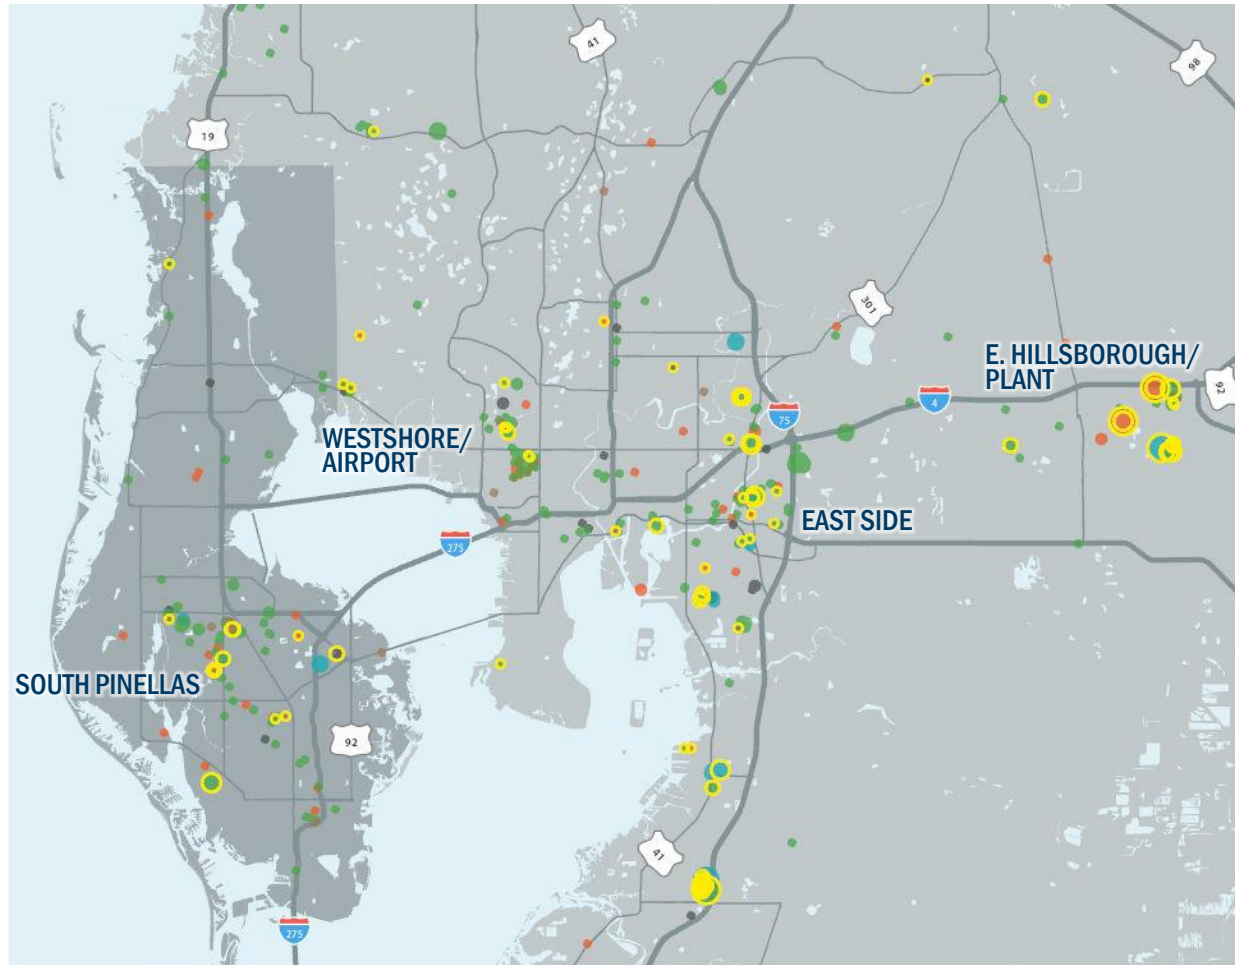 41
98
19
301
E. HILLSBOROUGH/
PLANT
92
4
75
WESTSHORE/
AIRPORT
EAST SIDE
275
SOUTH PINELLAS
92
41
275